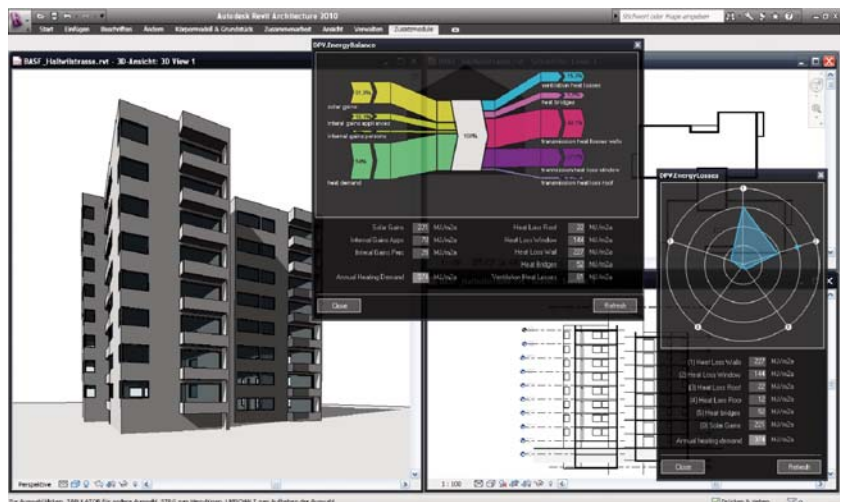 Autodesk Revit Architecture 2010
Stichwort oder Frage eingeben
Start Einfügen Beschriften Ändern Körpermodell & Grundstück Zusammenarbeit Ansicht Verwalten Zusatzmodule
BASF_Hallwilstrasse.rvt - 3D-Ansicht: 3D View 1
DPV.EnergyBalance
solar gains
internal gains appliances
internal gains persons
heat demand
100%
ventilation heat losses
heat bridges
transmission heat losses walls
transmission heat loss window
transmission heat loss roof
Solar Gains 221 MJ/m2a
Internal Gains Apps MJ/m2a
Internal Gains Pers MJ/m2a
Annual Heating Demand 374 MJ/m2a
Heat Loss Roof 22 MJ/m2a
Heat Loss Window 144 MJ/m2a
Heat Loss Wall 227 MJ/m2a
Heat Bridges 52 MJ/m2a
Ventilation Heat Losses MJ/m2a
Close Refresh
DPV.EnergyLosses
(1) Heat Loss Walls 227 MJ/m2a
(2) Heat Loss Window 144 MJ/m2a
(3) Heat Loss Roof 22 MJ/m2a
(4) Heat Loss Floor 12 MJ/m2a
(5) Heat bridges 52 MJ/m2a
(0) Solar Gains 221 MJ/m2a
Annual heating demand 374 MJ/m2a
Close Refresh
Perspektive
1 : 100